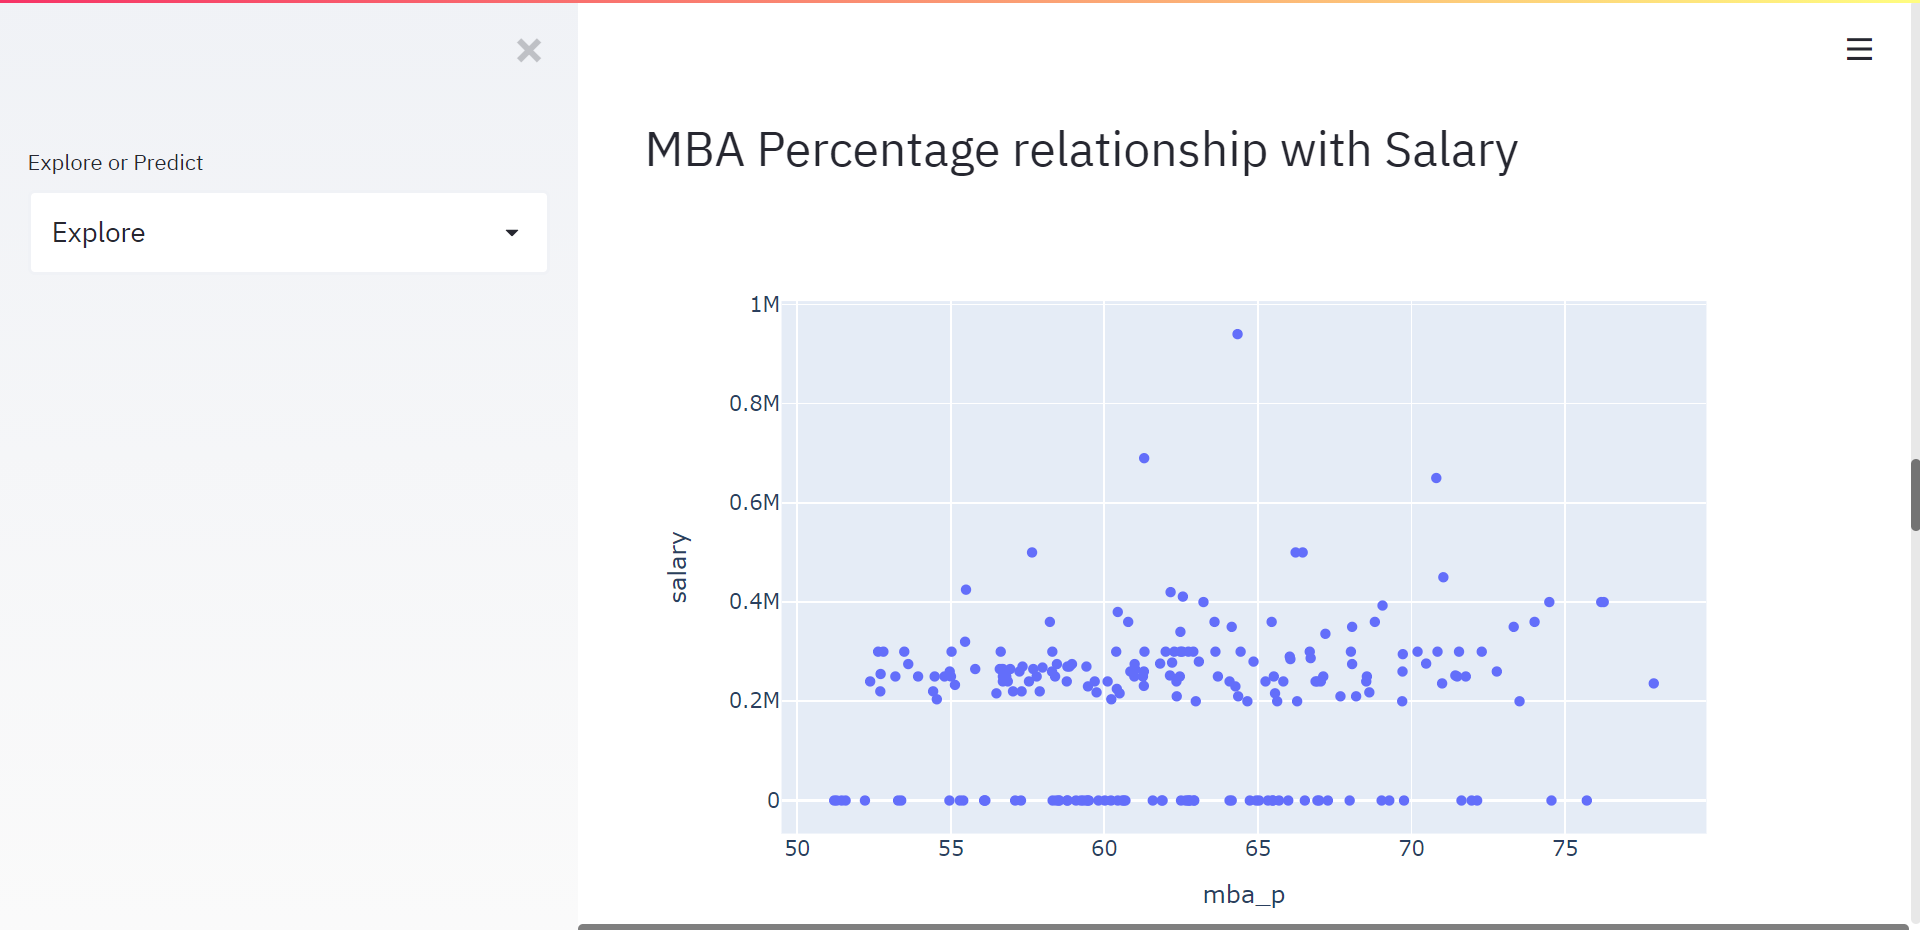 Explore or Predict
Explore
MBA Percentage relationship with Salary
1M
0.8M
0.6M
0.4M
0.2M
0
salary
50 55 60 65 70 75
mba_p